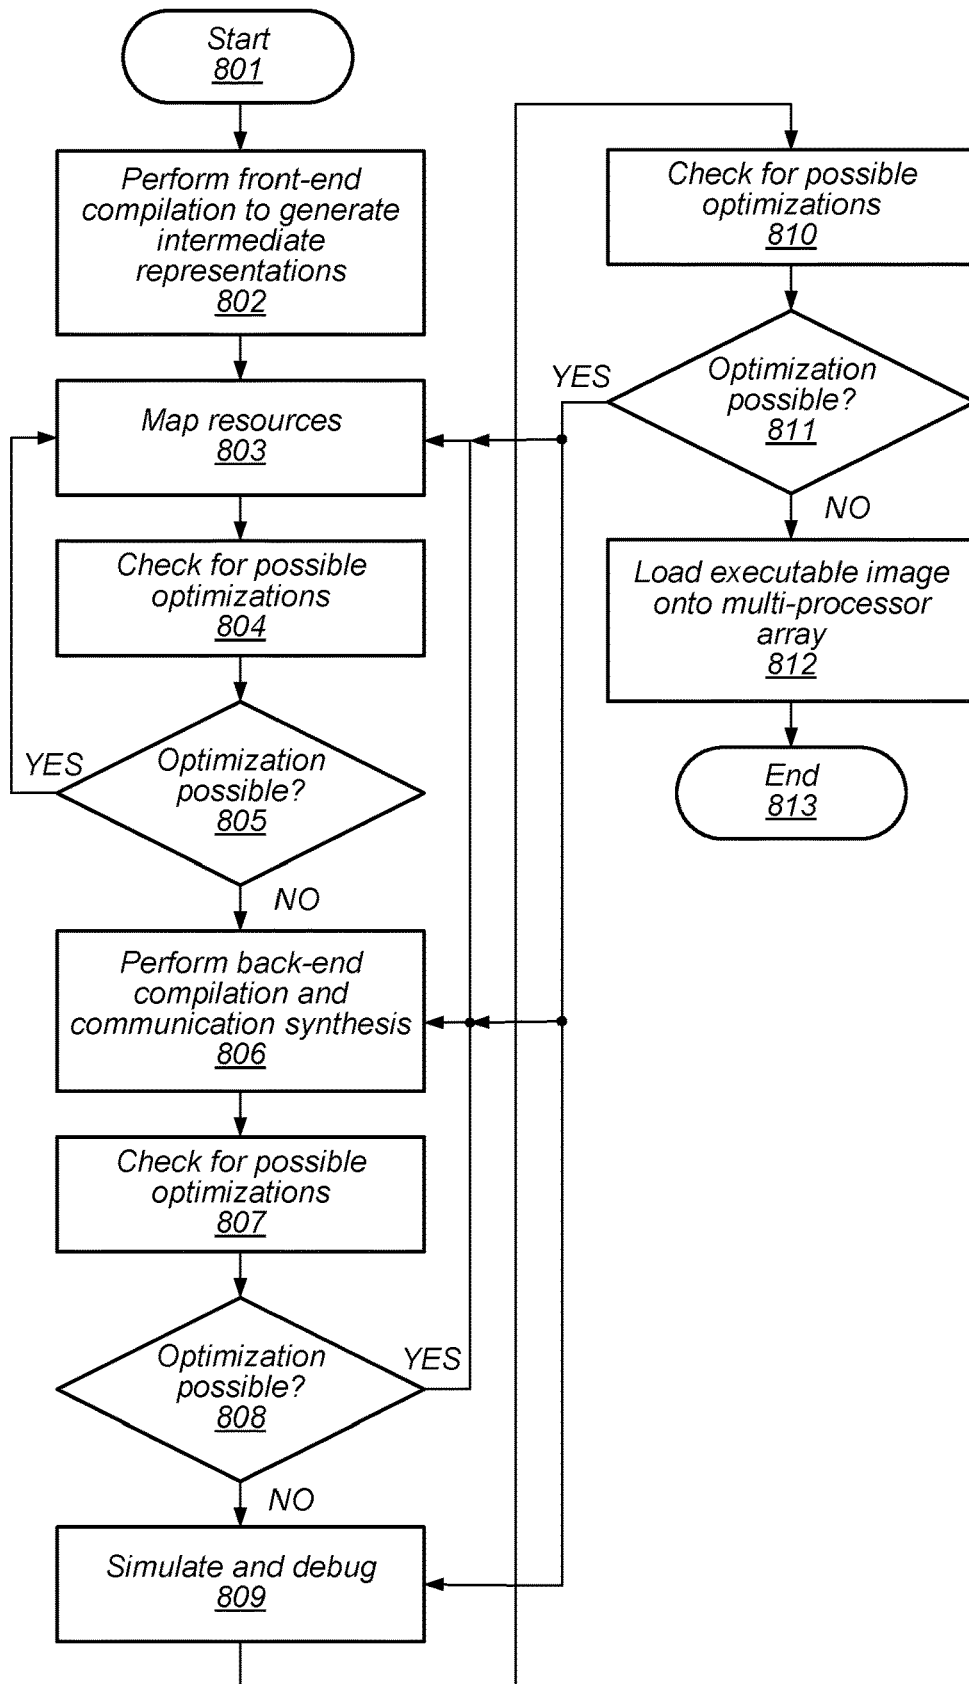 Start
801
Perform front-end
compilation to generate
intermediate
representations
802
Map resources
803
Check for possible
optimizations
804
YES
Optimization
possible?
805
NO
Perform back-end
compilation and
communication synthesis
806
Check for possible
optimizations
807
Optimization
possible?
808
YES
NO
Simulate and debug
809
Check for possible
optimizations
810
YES
Optimization
possible?
811
NO
Load executable image
onto multi-processor
array
812
End
813